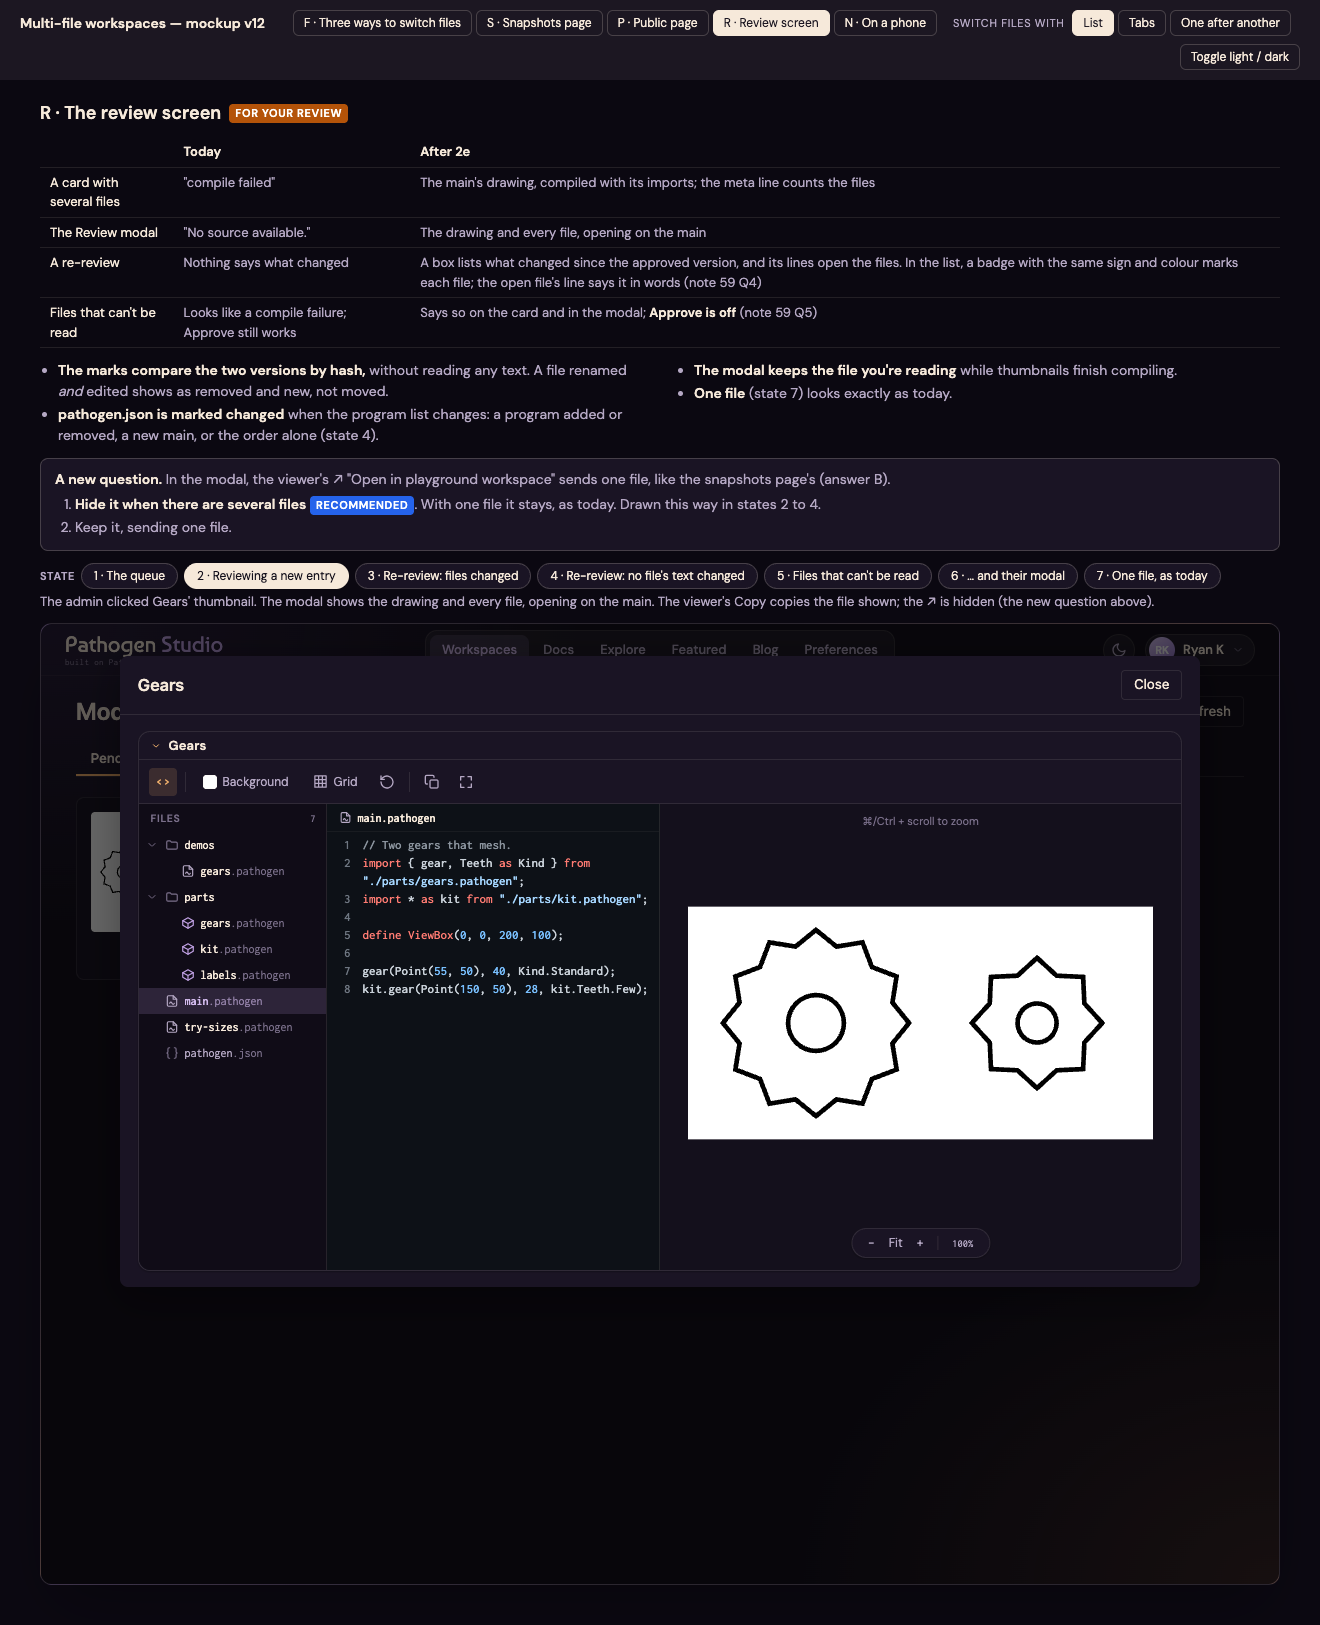 Multi-file workspaces — mockup v12
F · Three ways to switch files
S · Snapshots page
P · Public page
R · Review screen
N · On a phone
SWITCH FILES WITH
List
Tabs
One after another
Toggle light / dark
R · The review screen FOR YOUR REVIEW
Today After 2e
A card with several files "compile failed" The main's drawing, compiled with its imports; the meta line counts the files
The Review modal "No source available." The drawing and every file, opening on the main
A re-review Nothing says what changed A box lists what changed since the approved version, and its lines open the files. In the list, a badge with the same sign and colour marks
each file; the open file's line says it in words (note 59 Q4)
Files that can't be read Looks like a compile failure;
Approve still works Says so on the card and in the modal; Approve is off (note 59 Q5)
• The marks compare the two versions by hash, without reading any text. A file renamed
and edited shows as removed and new, not moved.
• pathogen.json is marked changed when the program list changes: a program added or
removed, a new main, or the order alone (state 4).
• The modal keeps the file you're reading while thumbnails finish compiling.
• One file (state 7) looks exactly as today.
A new question. In the modal, the viewer's ↗ "Open in playground workspace" sends one file, like the snapshots page's (answer B).
1. Hide it when there are several files RECOMMENDED. With one file it stays, as today. Drawn this way in states 2 to 4.
2. Keep it, sending one file.
STATE
1 · The queue
2 · Reviewing a new entry
3 · Re-review: files changed
4 · Re-review: no file's text changed
5 · Files that can't be read
6 · … and their modal
7 · One file, as today
The admin clicked Gears' thumbnail. The modal shows the drawing and every file, opening on the main. The viewer's Copy copies the file shown; the ↗ is hidden (the new question above).
Pathogen Studio
built on Pat
Workspaces
Docs
Explore
Featured
Blog
Preferences
RK Ryan K
Mod
fresh
Pend
Gears
Close
Gears
<> Background
Grid
FILES 7
demos
gears.pathogen
parts
gears.pathogen
kit.pathogen
labels.pathogen
main.pathogen
try-sizes.pathogen
{} pathogen.json
main.pathogen
1 // Two gears that mesh.
2 import { gear, Teeth as Kind } from
"./parts/gears.pathogen";
3 import * as kit from "./parts/kit.pathogen";
4
5 define ViewBox(0, 0, 200, 100);
6
7 gear(Point(55, 50), 40, Kind.Standard);
8 kit.gear(Point(150, 50), 28, kit.Teeth.Few);
⌘/Ctrl + scroll to zoom
− Fit + 100%